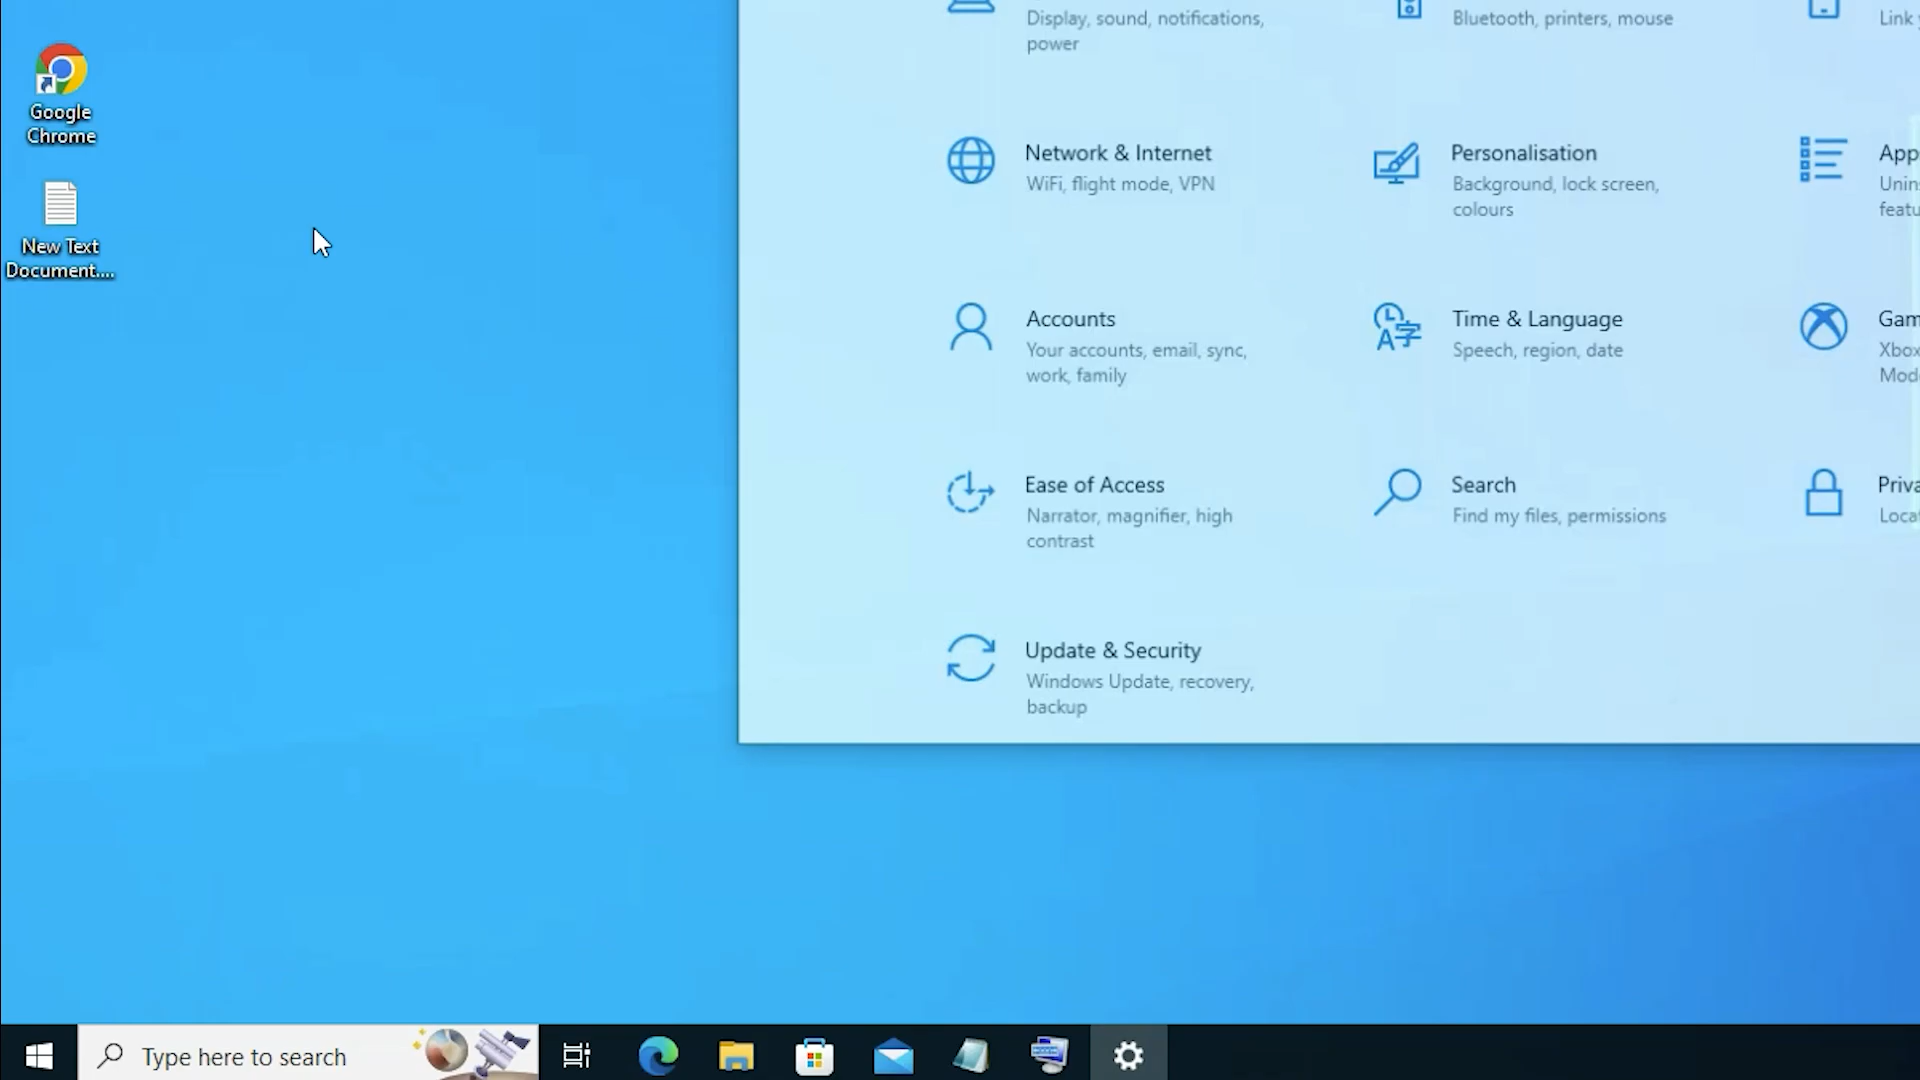 Google
Chrome
New Text
Document....
Display, sound, notifications,
power
Bluetooth, printers, mouse
Link
Network & Internet
WiFi, flight mode, VPN
Personalisation
Background, lock screen,
colours
App
Unins
featu
Accounts
Your accounts, email, sync,
work, family
Time & Language
Speech, region, date
Gam
Xbox
Mod
Ease of Access
Narrator, magnifier, high
contrast
Search
Find my files, permissions
Priva
Locat
Update & Security
Windows Update, recovery,
backup
Type here to search